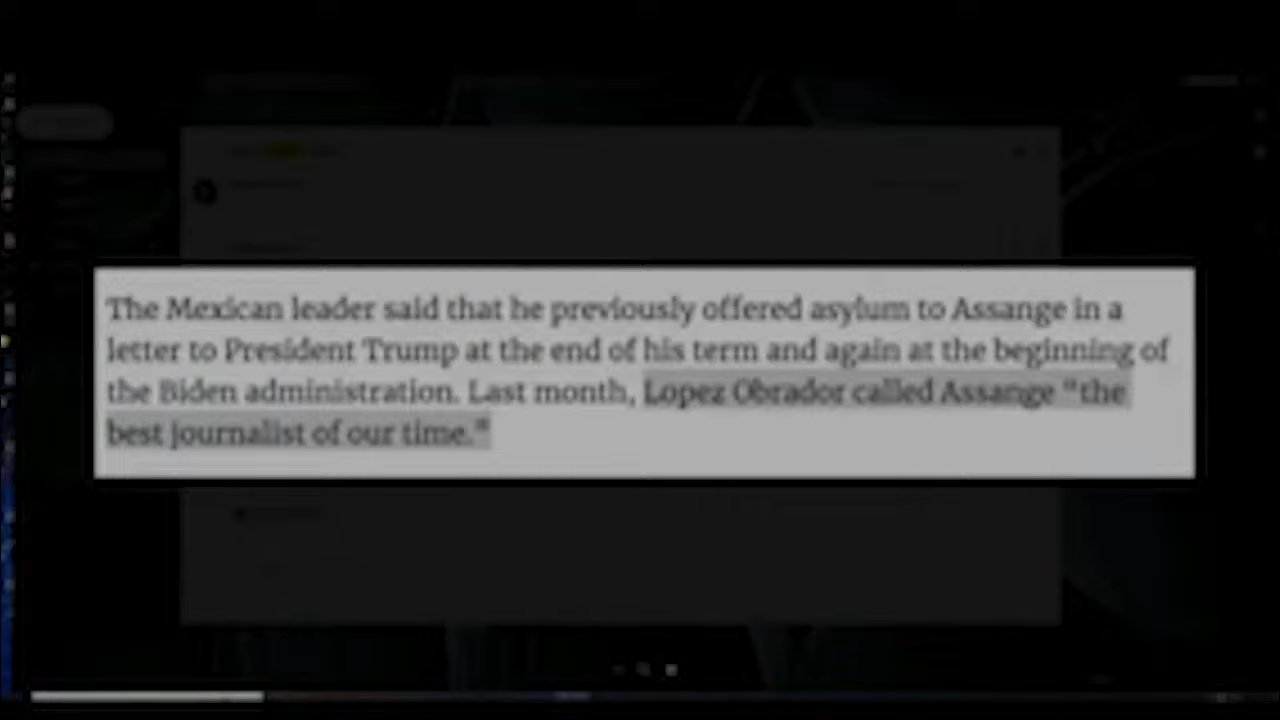 The Mexican leader said that he previously offered asylum to Assange in a
letter to President Trump at the end of his term and again at the beginning of
the Biden administration. Last month, Lopez Obrador called Assange "the
best journalist of our time."